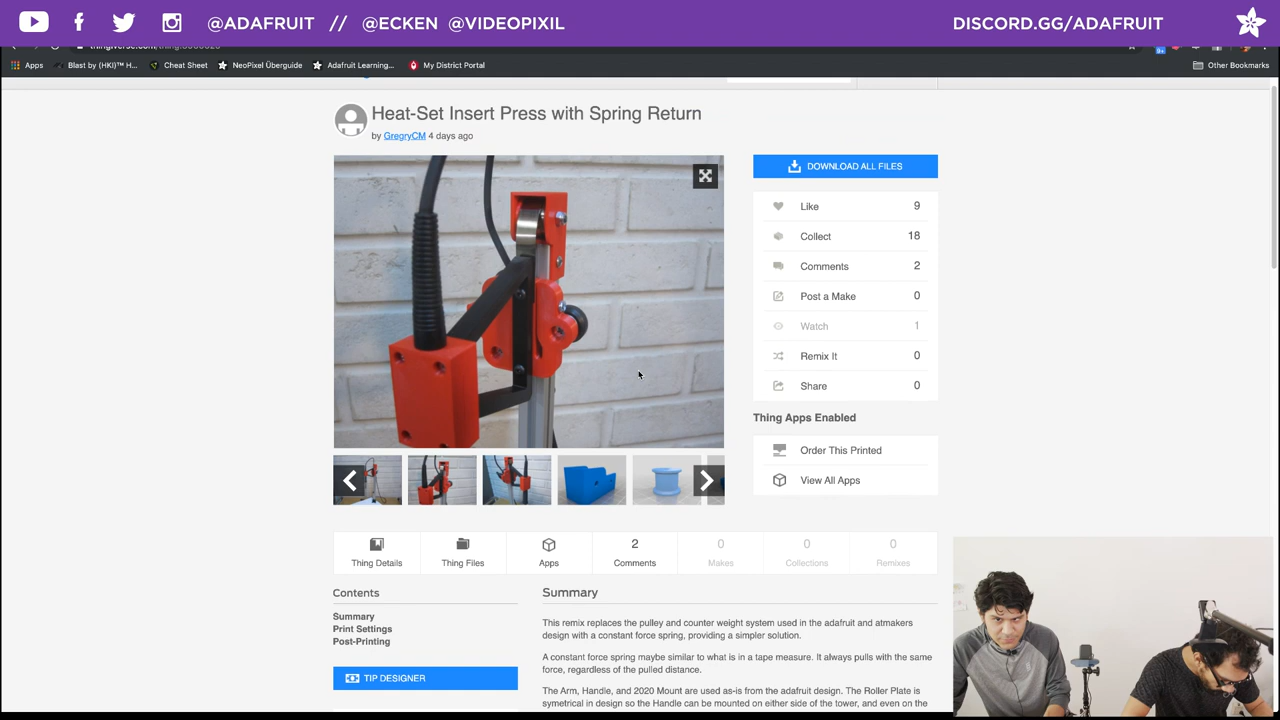 @ADAFRUIT // @ECKEN @VIDEOPIXIL
DISCORD.GG/ADAFRUIT
Apps
Blast by (HKI)™ H...
Cheat Sheet
NeoPixel Überguide
Adafruit Learning...
My District Portal
Other Bookmarks
Heat-Set Insert Press with Spring Return
by GregryCM 4 days ago
DOWNLOAD ALL FILES
Like 9
Collect 18
Comments 2
Post a Make 0
Watch 1
Remix It 0
Share 0
Thing Apps Enabled
Order This Printed
View All Apps
2 0 0 0
Thing Details Thing Files Apps Comments Makes Collections Remixes
Contents
Summary
Print Settings
Post-Printing
TIP DESIGNER
Summary
This remix replaces the pulley and counter weight system used in the adafruit and atmakers
design with a constant force spring, providing a simpler solution.
A constant force spring maybe similar to what is in a tape measure. It always pulls with the same
force, regardless of the pulled distance.
The Arm, Handle, and 2020 Mount are used as-is from the adafruit design. The Roller Plate is
symetrical in design so the Handle can be mounted on either side of the tower, and even on the